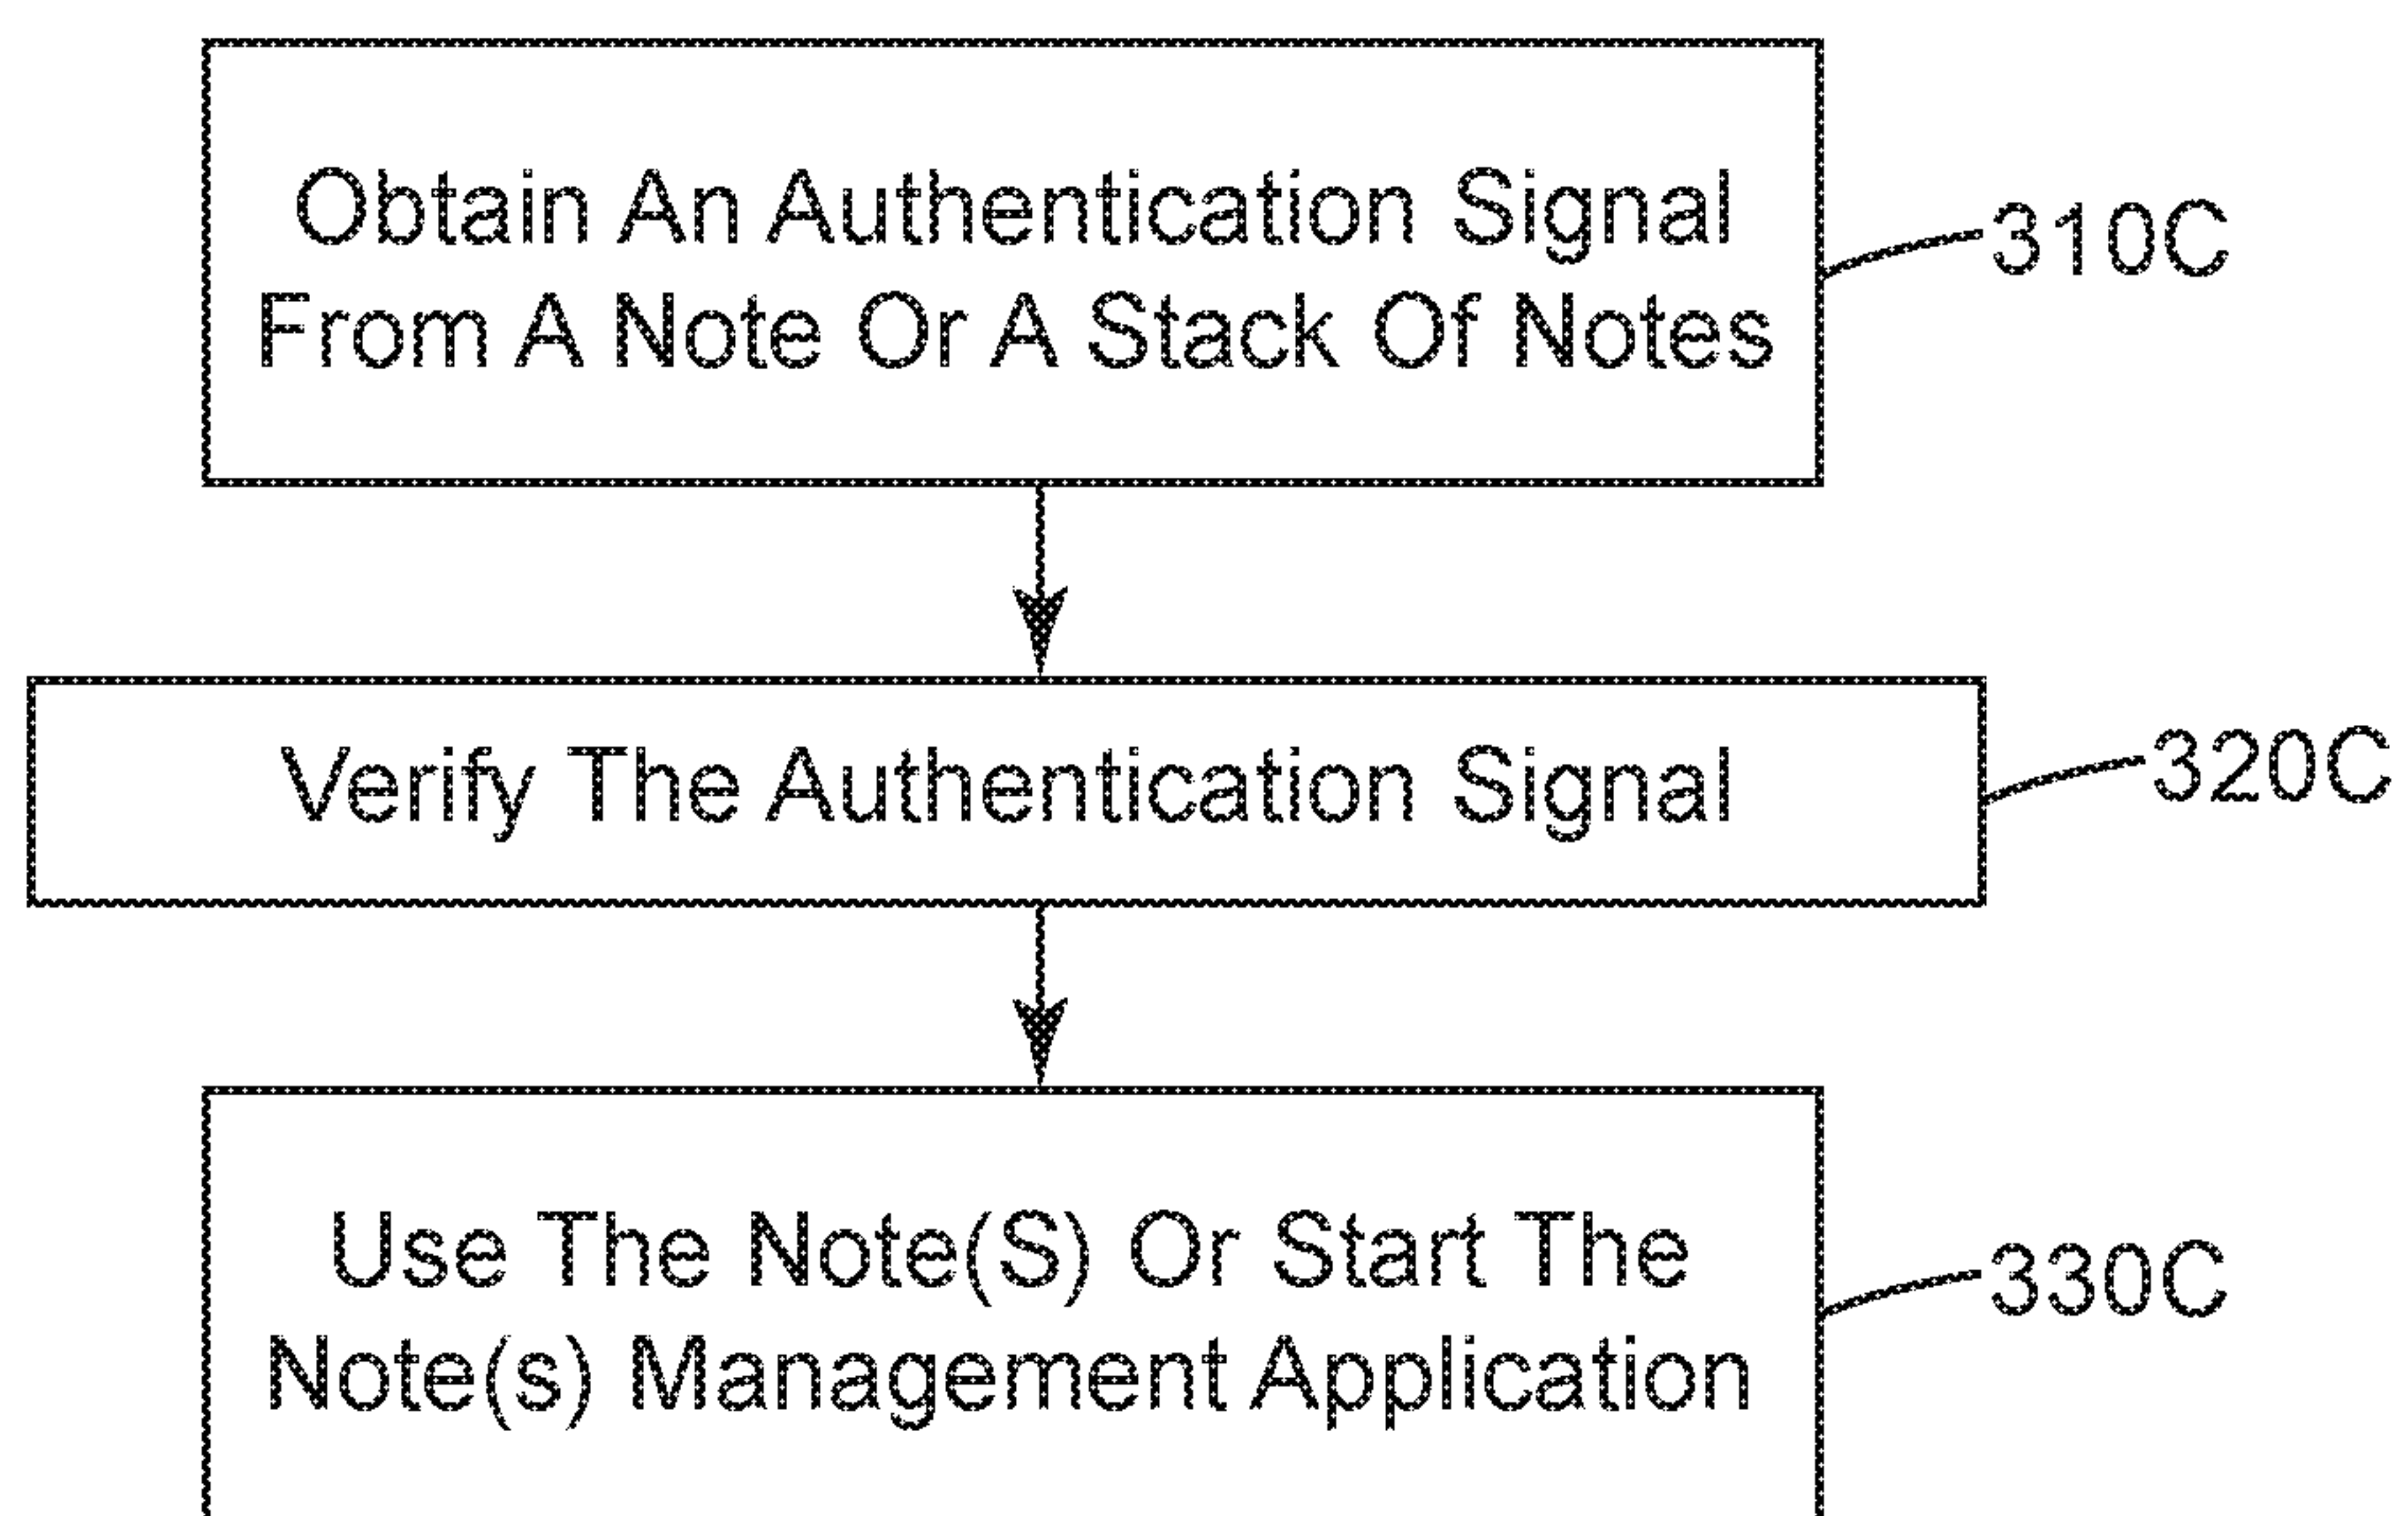 Obtain An Authentication Signal
From A Note Or A Stack Of Notes
310C
Verify The Authentication Signal
320C
Use The Note(S) Or Start The
Note(s) Management Application
330C